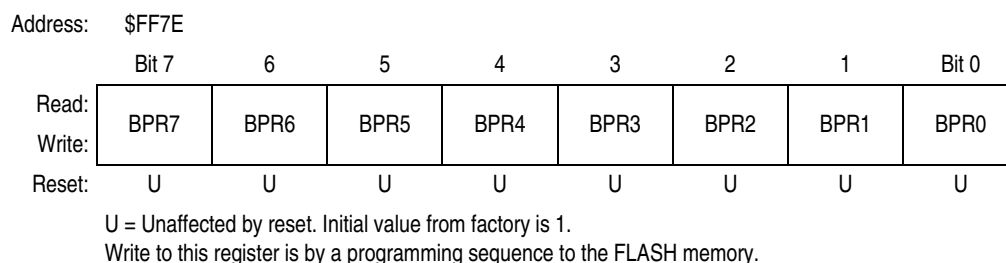 Address: $FF7E
Bit 7 6 5 4 3 2 1 Bit 0
Read:
BPR7 BPR6 BPR5 BPR4 BPR3 BPR2 BPR1 BPR0
Write:
Reset: U U U U U U U U
U = Unaffected by reset. Initial value from factory is 1.
Write to this register is by a programming sequence to the FLASH memory.